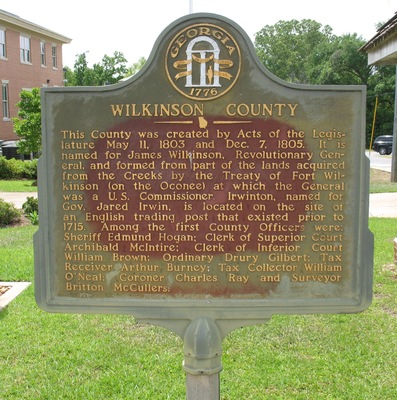 GEORGIA
1776
WILKINSON COUNTY
This County was created by Acts of the Legis-
lature May 11, 1803 and Dec. 7, 1805. It is
named for James Wilkinson, Revolutionary Gen-
eral, and formed from part of the lands acquired
from the Creeks by the Treaty of Fort Wil-
kinson (on the Oconee) at which the General
was a U.S. Commissioner. Irwinton, named for
Gov. Jared Irwin, is located on the site of
an English trading post that existed prior to
1715. Among the first County Officers were:
Sheriff Edmund Hogan; Clerk of Superior Court
Archibald McIntire; Clerk of Inferior Court
William Brown; Ordinary Drury Gilbert; Tax
Receiver Arthur Burney; Tax Collector William
O'Neal; Coroner Charles Ray and Surveyor
Britton McCullers.